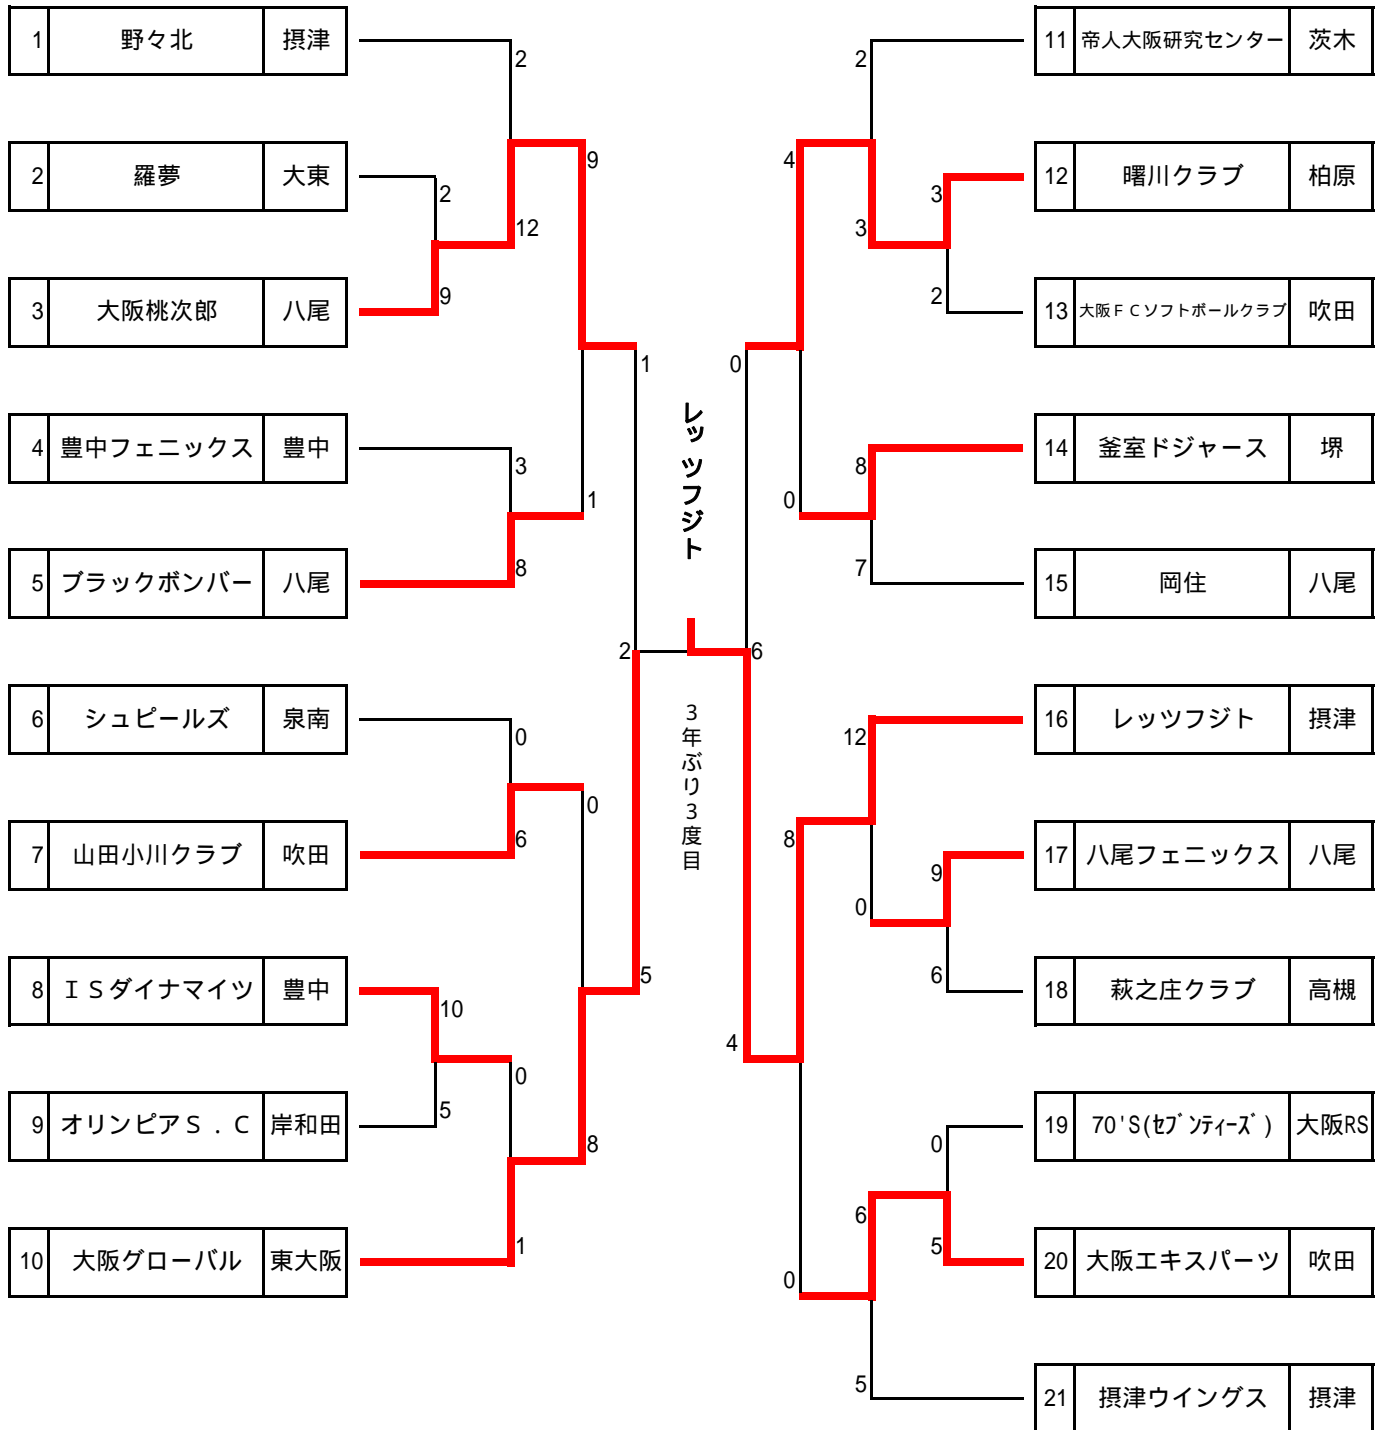 1 野々北 摂津
2
2 羅夢 大東
2
9
12
3 大阪桃次郎 八尾
9
1
4 豊中フェニックス 豊中
3
1
5 ブラックボンバー 八尾
8
2
6 シュピールズ 泉南
0
0
7 山田小川クラブ 吹田
6
5
8 ISダイナマイツ 豊中
10
0
9 オリンピアS.C 岸和田
5
8
10 大阪グローバル 東大阪
1
レッツフジト
3年ぶり3度目
11 帝人大阪研究センター 茨木
2
4
12 曙川クラブ 柏原
3
3
13 大阪FCソフトボールクラブ 吹田
2
0
14 釜室ドジャース 堺
8
0
15 岡住 八尾
7
6
16 レッツフジト 摂津
12
8
17 八尾フェニックス 八尾
9
0
18 萩之庄クラブ 高槻
6
4
19 70'S(セブンティーズ) 大阪RS
0
6
20 大阪エキスパーツ 吹田
5
0
21 摂津ウイングス 摂津
5